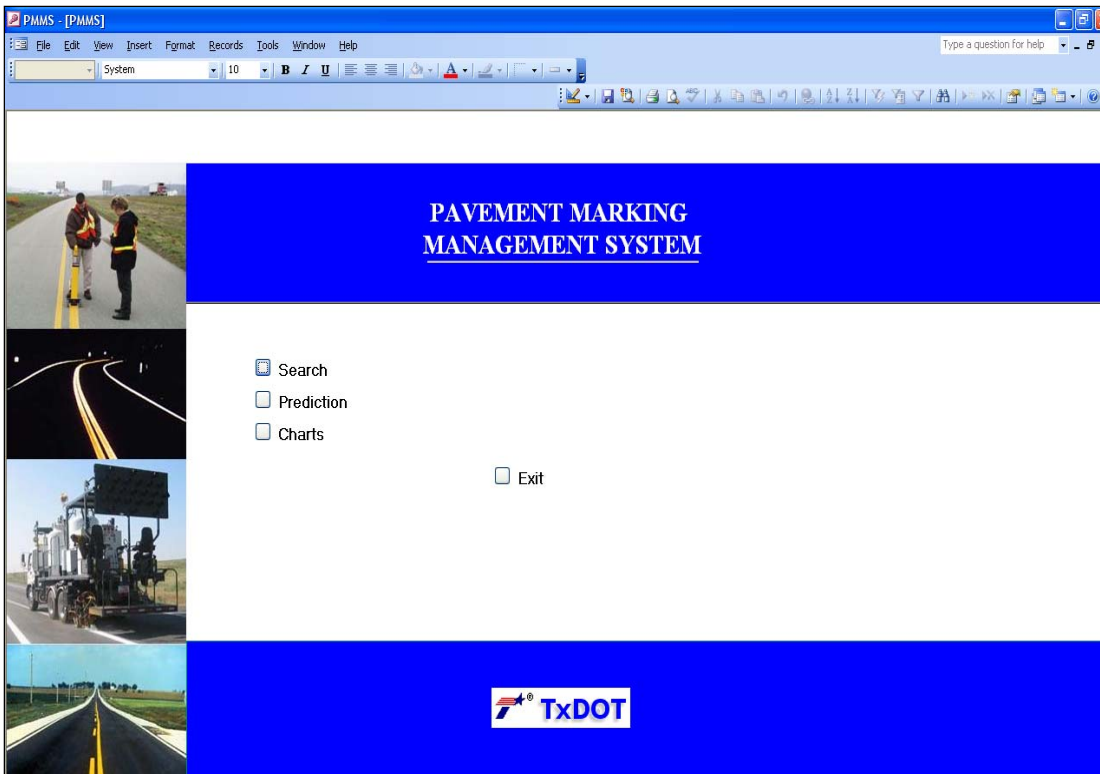 PMMS - [PMMS]
File Edit View Insert Format Records Tools Window Help
Type a question for help
System 10 B I U A
PAVEMENT MARKING
MANAGEMENT SYSTEM
Search
Prediction
Charts
Exit
® TxDOT